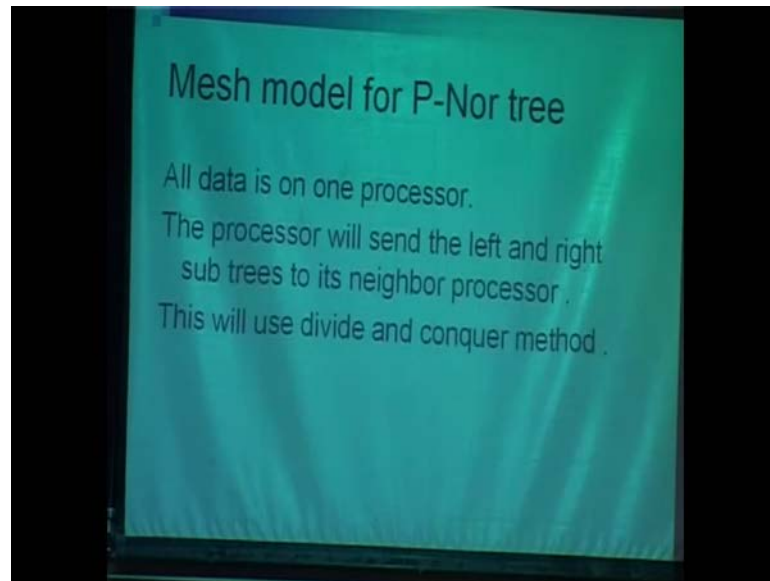 Mesh model for P-Nor tree
All data is on one processor.
The processor will send the left and right
sub trees to its neighbor processor .
This will use divide and conquer method .